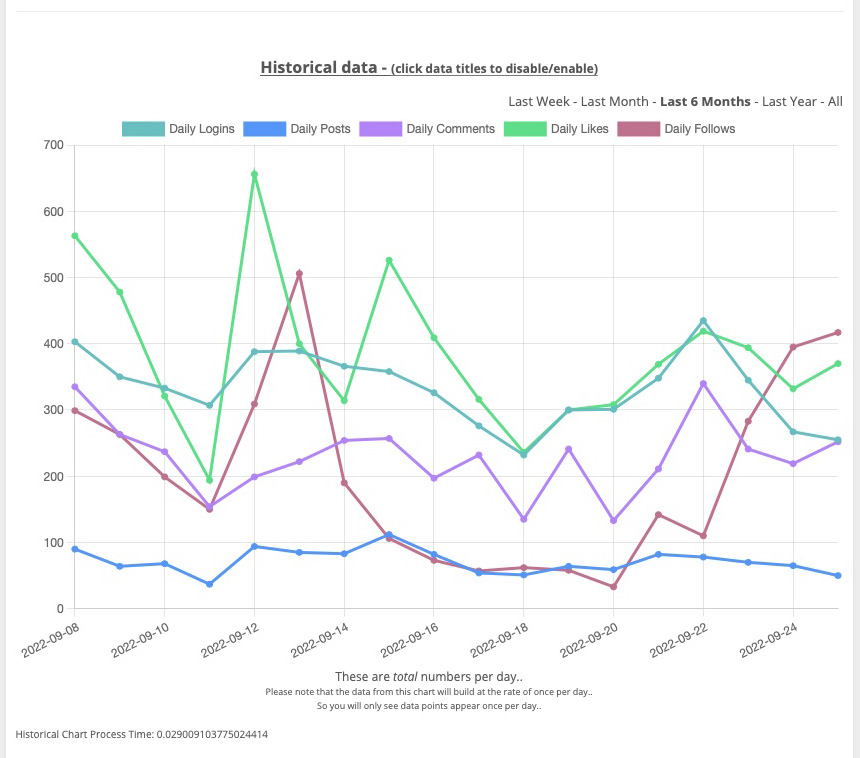 Historical data - (click data titles to disable/enable)
Last Week - Last Month - Last 6 Months - Last Year - All
Daily Logins Daily Posts Daily Comments Daily Likes Daily Follows
700
600
500
400
300
200
100
0
2022-09-08 2022-09-10 2022-09-12 2022-09-14 2022-09-16 2022-09-18 2022-09-20 2022-09-22 2022-09-24
These are total numbers per day..
Please note that the data from this chart will build at the rate of once per day..
So you will only see data points appear once per day..
Historical Chart Process Time: 0.029009103775024414